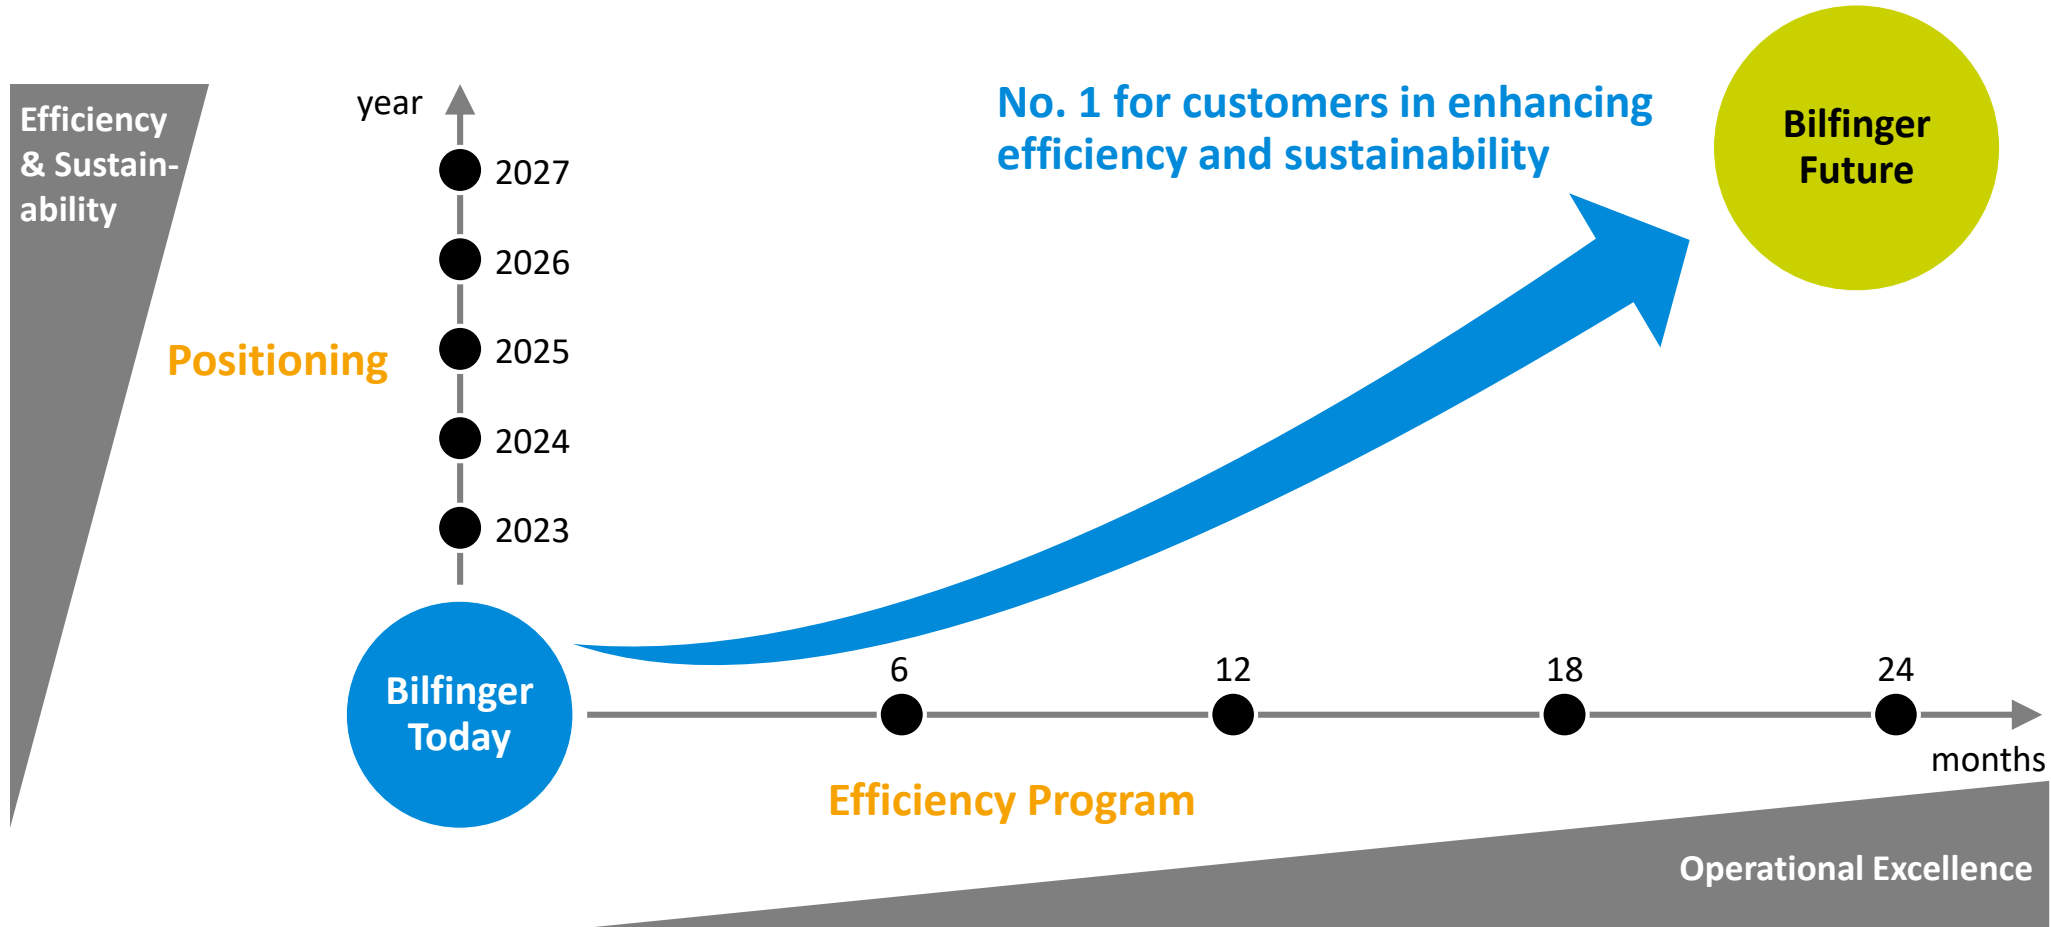 Efficiency
& Sustain-
ability
year
2027
2026
2025
2024
2023
Positioning
No. 1 for customers in enhancing
efficiency and sustainability
Bilfinger
Future
Bilfinger
Today
6
12
18
24
months
Efficiency Program
Operational Excellence